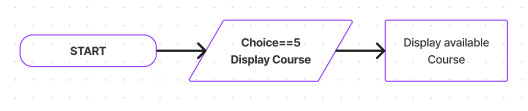 START
Choice==5
Display Course
Display available
Course